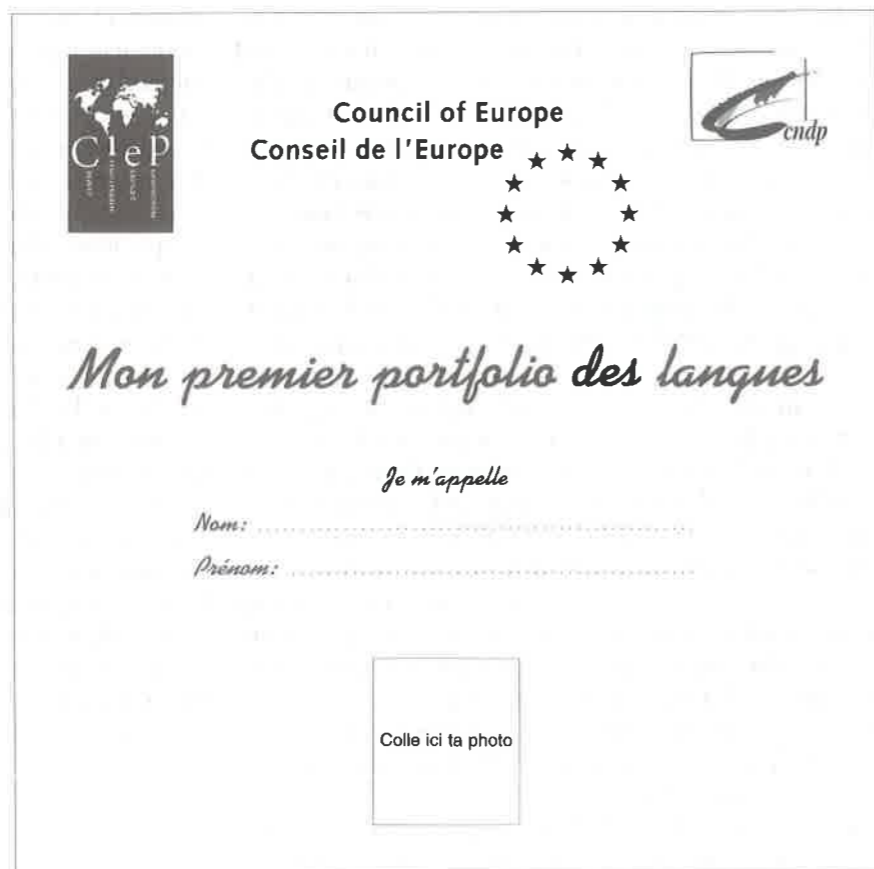 Ciep
Council of Europe
Conseil de l'Europe
cndp
Mon premier portfolio des langues
Je m'appelle
Nom:
Prénom:
Colle ici ta photo